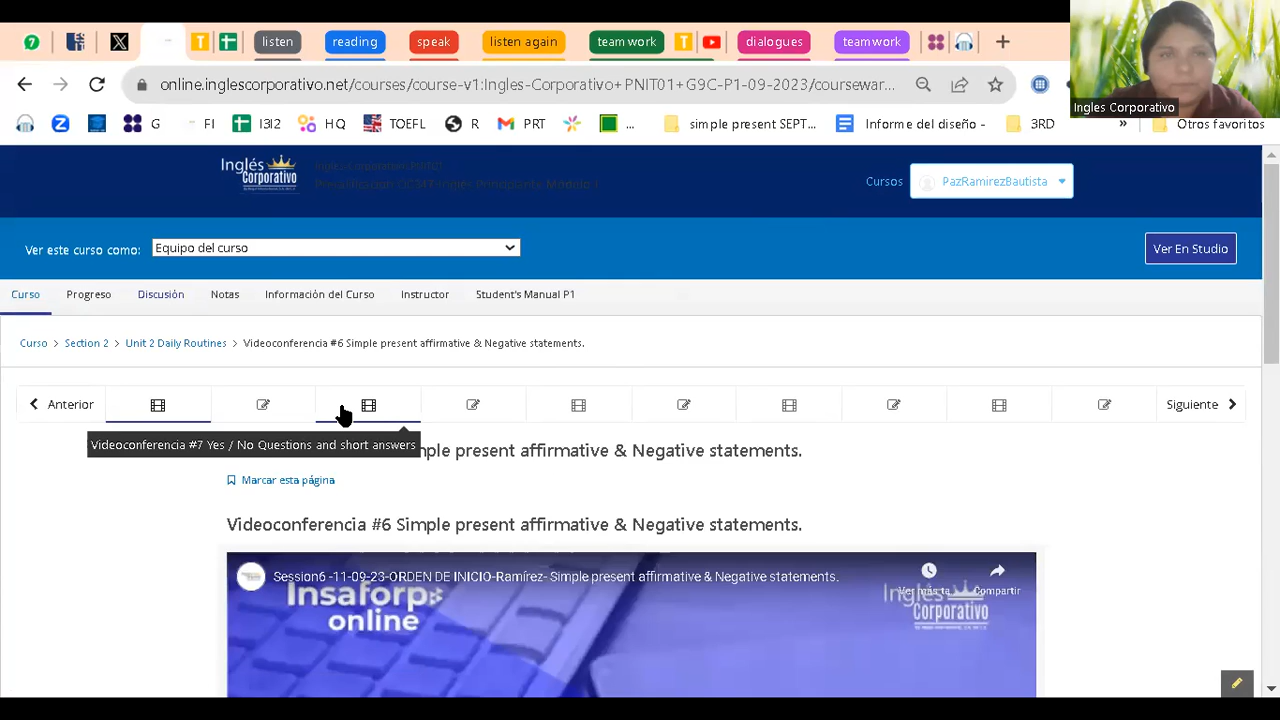 listen
reading
speak
listen again
team work
dialogues
team work
online.inglescorporativo.net/courses/course-v1:Ingles-Corporativo+PNIT01+G9C-P1-09-2023/coursewar...
Ingles Corporativo
G
FI
I3I2
HQ
TOEFL
R
PRT
...
simple present SEPT...
Informe del diseño -
3RD
»
Otros favoritos
Inglés
Corporativo
Cursos
PazRamirezBautista
Ver este curso como:
Equipo del curso
Ver En Studio
Curso
Progreso
Discusión
Notas
Información del Curso
Instructor
Student's Manual P1
Curso > Section 2 > Unit 2 Daily Routines > Videoconferencia #6 Simple present affirmative & Negative statements.
Anterior
Siguiente
Videoconferencia #7 Yes / No Questions and short answers
present affirmative & Negative statements.
Marcar esta página
Videoconferencia #6 Simple present affirmative & Negative statements.
Session6 -11-09-23-ORDEN DE INICIO-Ramírez- Simple present affirmative & Negative statements.
Compartir
Insaforp
online
Inglés
Corporativo